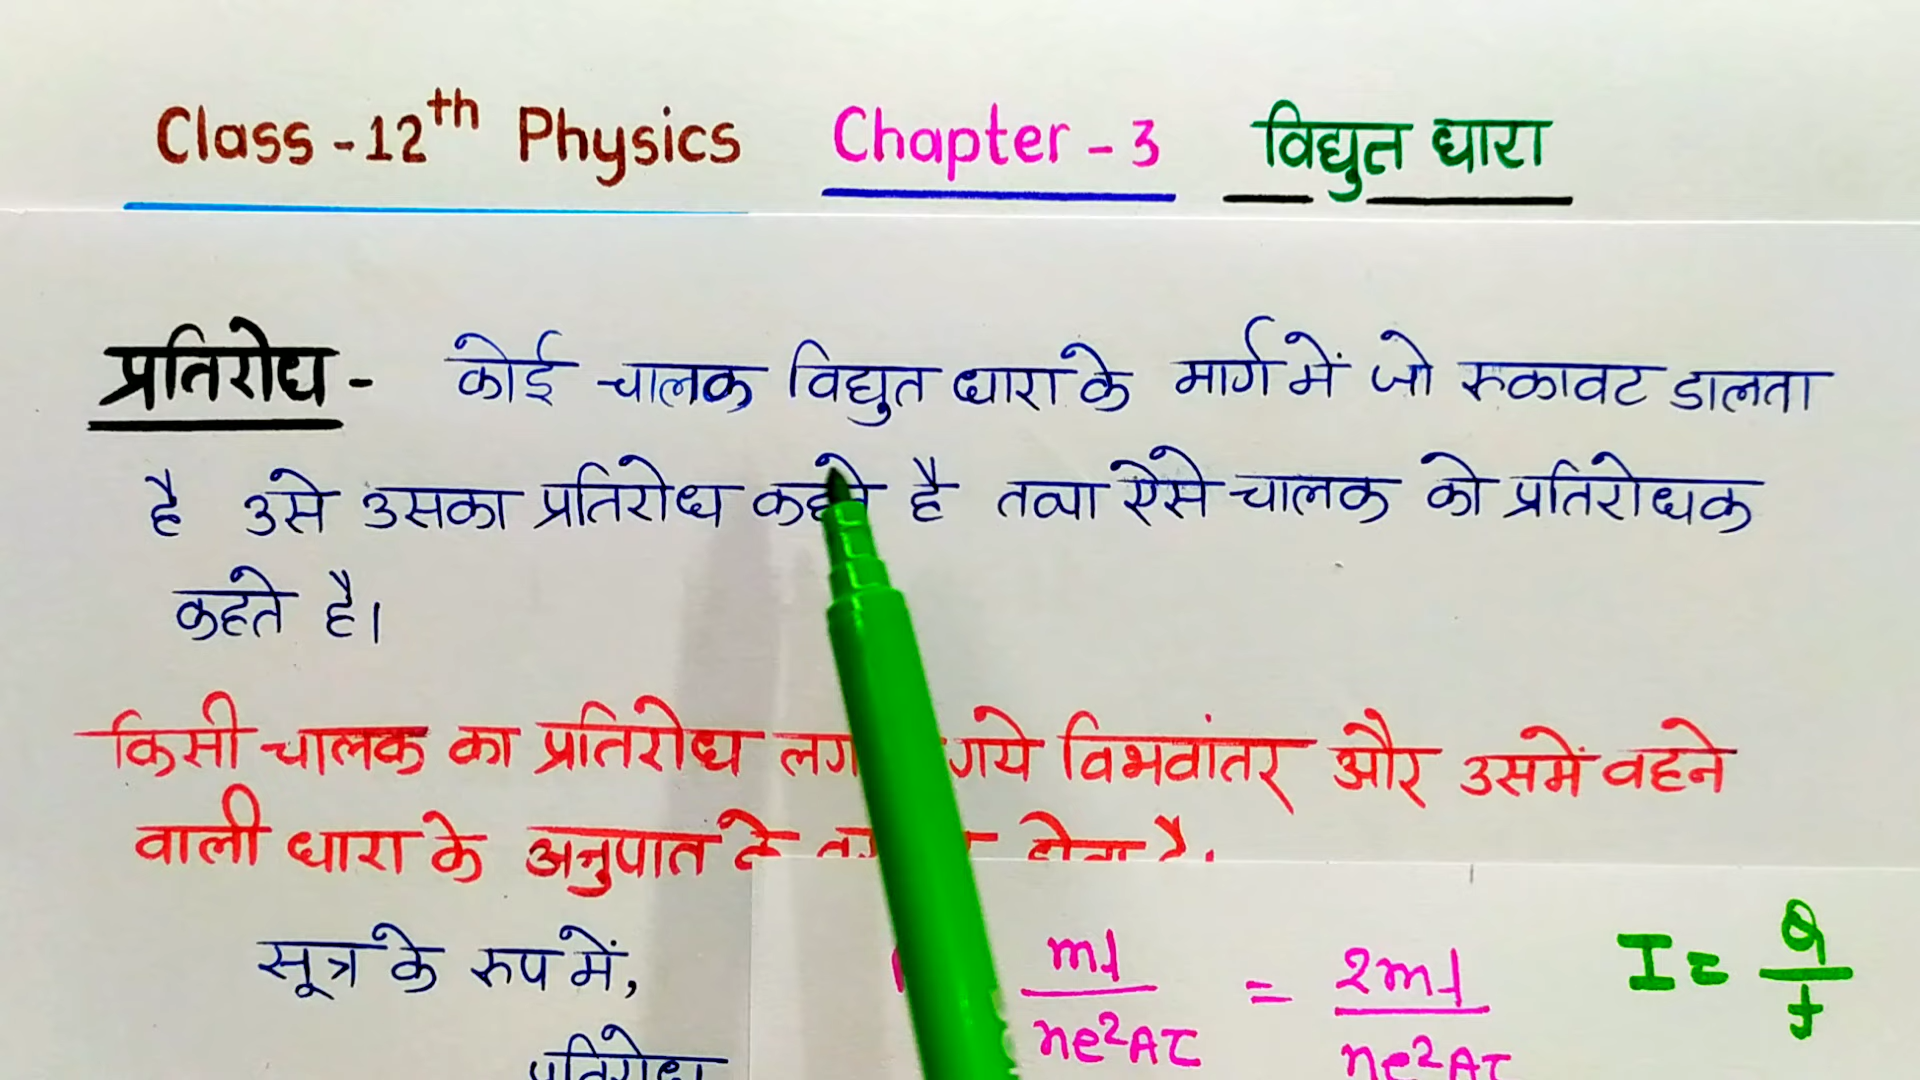 Class-12th Physics Chapter-3 विद्युत धारा
प्रतिरोध - कोई चालक विद्युत धारा के मार्ग में जो रुकावट डालता
है उसे उसका प्रतिरोध कहते है तथा ऐसे चालक को प्रतिरोधक
कहते है।
किसी चालक का प्रतिरोध गये विभवांतर और उसमें वहने
वाली धारा के अनुपात
सूत्र के रुप में,
ml / ne²Aτ = 2ml / ne²Aτ
I = Q / t
प्रतिरोध